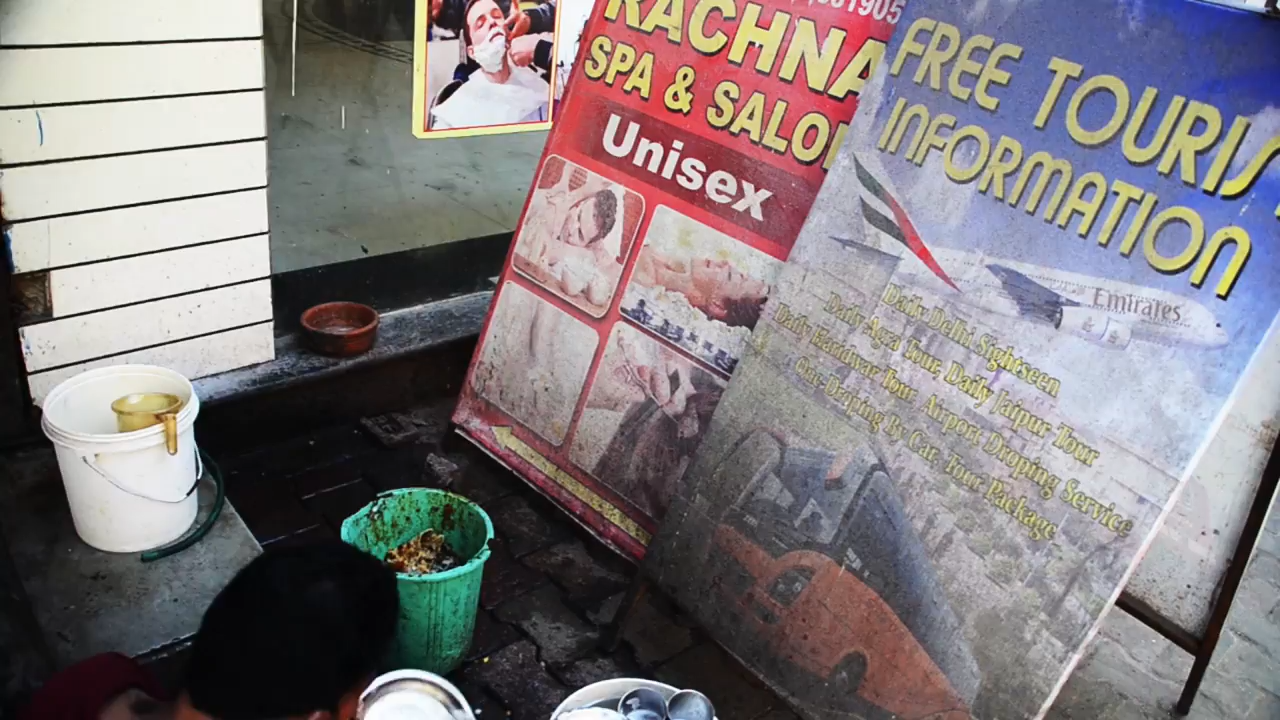 RACHNA
SPA & SALON
Unisex
FREE TOURIS
INFORMATION
Emirates
Daily Delhi Sightseen
Daily Agra Tour, Daily Jaipur Tour
Daily Haridwar Tour, Airport Droping Service
Our Droping By Car, Tour Package